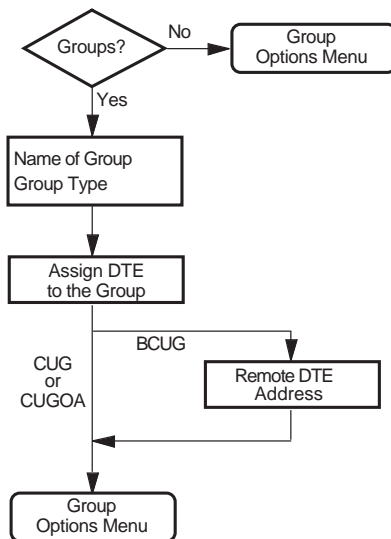 Groups?
No
Group
Options Menu
Yes
Name of Group
Group Type
Assign DTE
to the Group
BCUG
CUG
or
CUGOA
Remote DTE
Address
Group
Options Menu